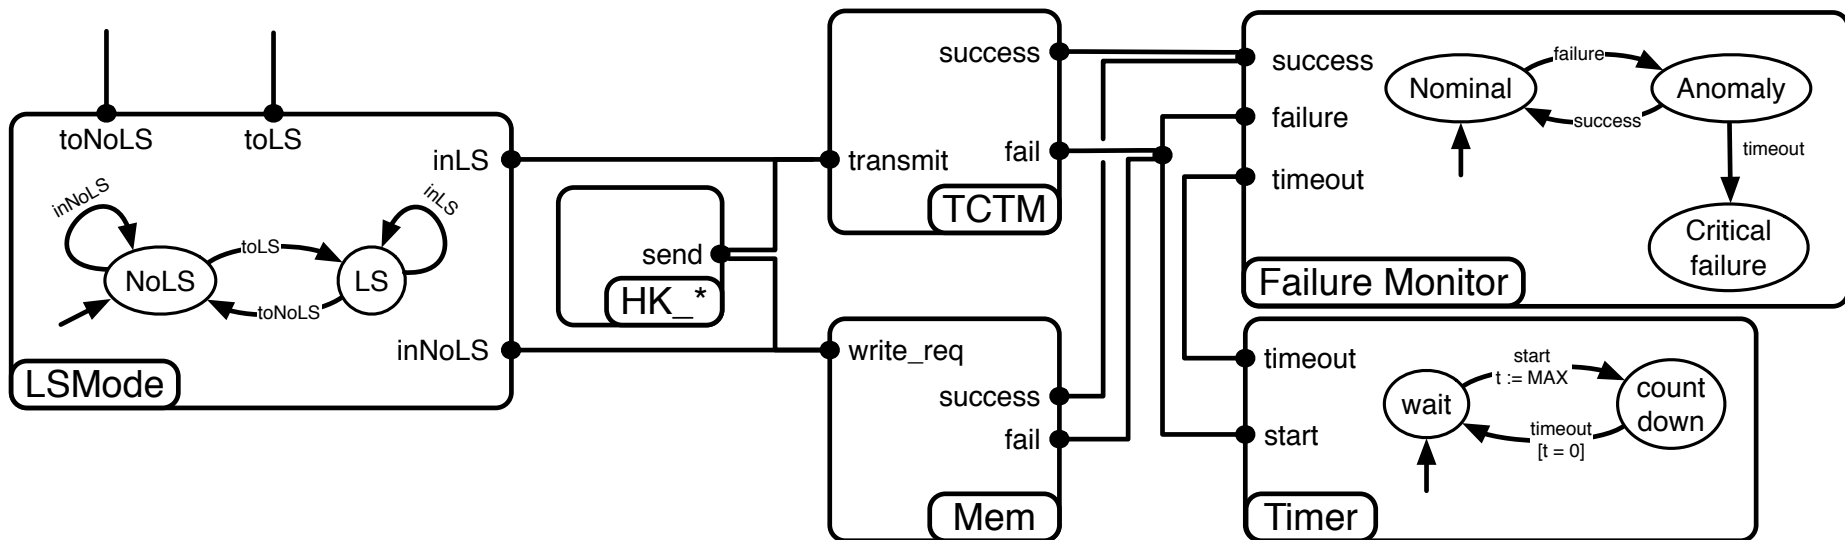 toNoLS
toLS
inLS
inNoLS
inLS
toLS
NoLS
LS
toNoLS
inNoLS
LSMode
send
HK_*
success
transmit
fail
TCTM
write_req
success
fail
Mem
success
failure
timeout
Nominal
failure
Anomaly
success
timeout
Critical
failure
Failure Monitor
timeout
start
wait
start
t := MAX
count
down
timeout
[t = 0]
Timer